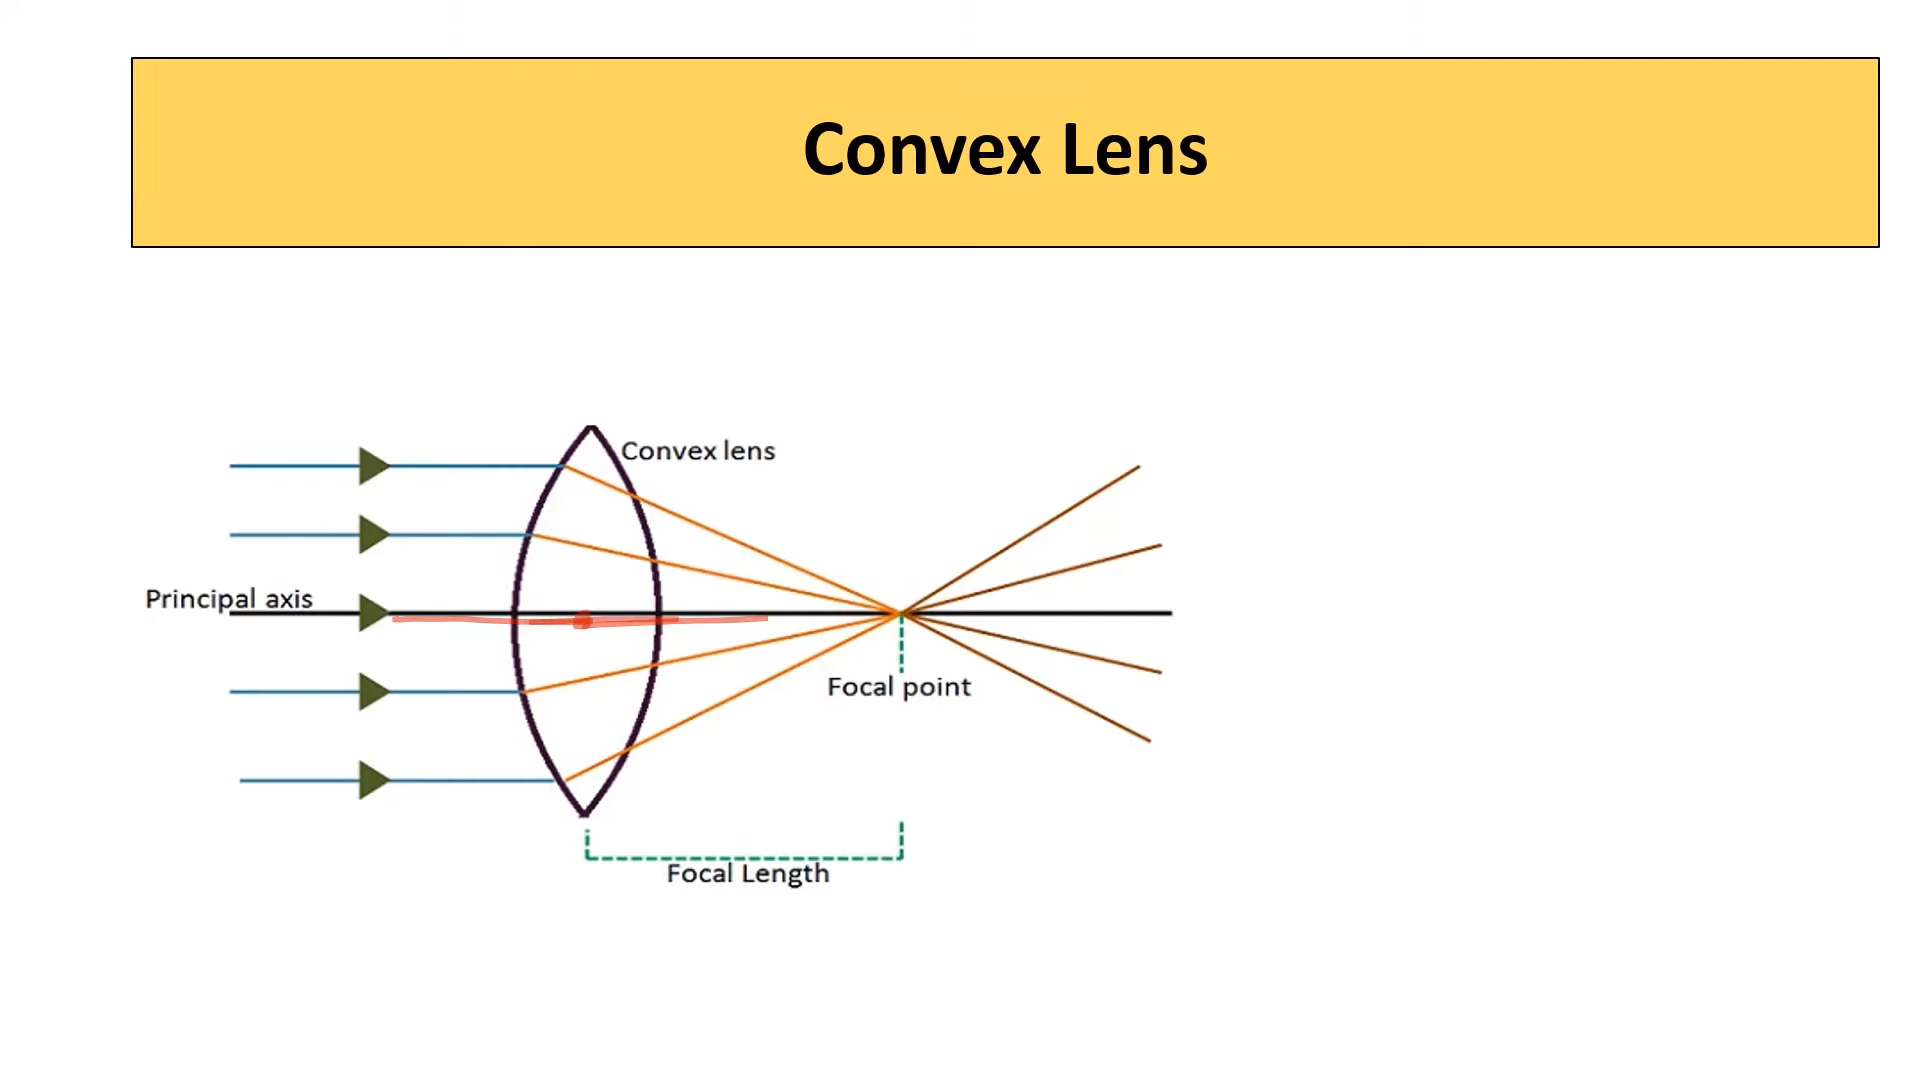 Convex Lens
Convex lens
Principal axis
Focal point
Focal Length